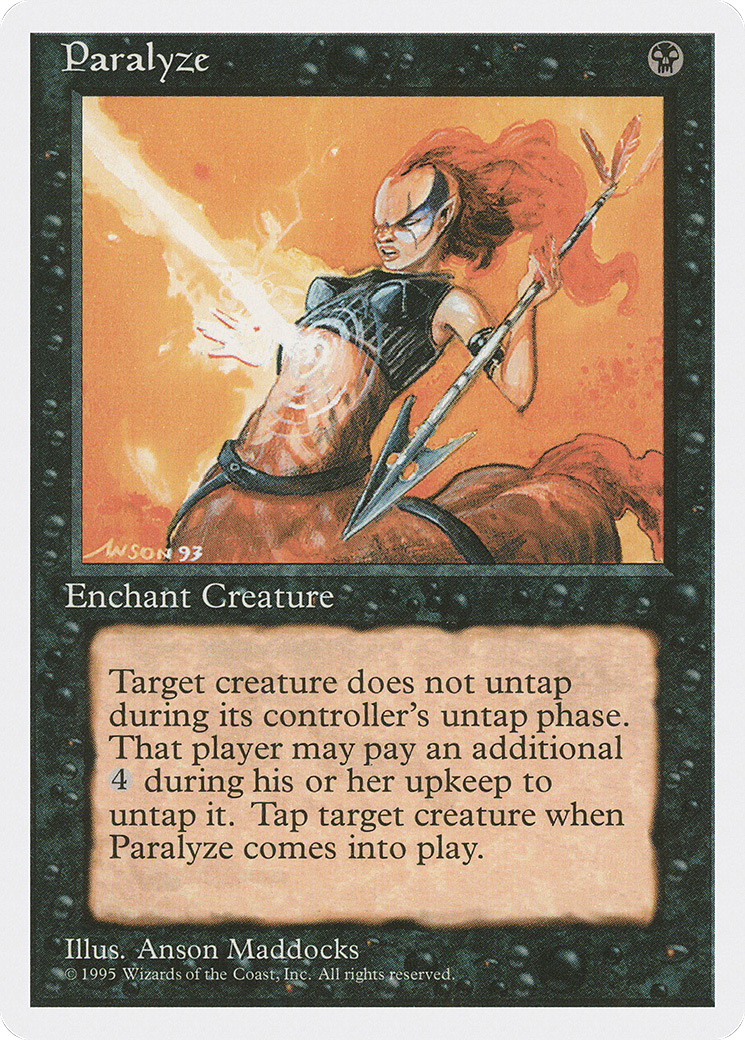 Paralyze
ANSON 93
Enchant Creature
Target creature does not untap
during its controller's untap phase.
That player may pay an additional
4 during his or her upkeep to
untap it. Tap target creature when
Paralyze comes into play.
Illus. Anson Maddocks
© 1995 Wizards of the Coast, Inc. All rights reserved.